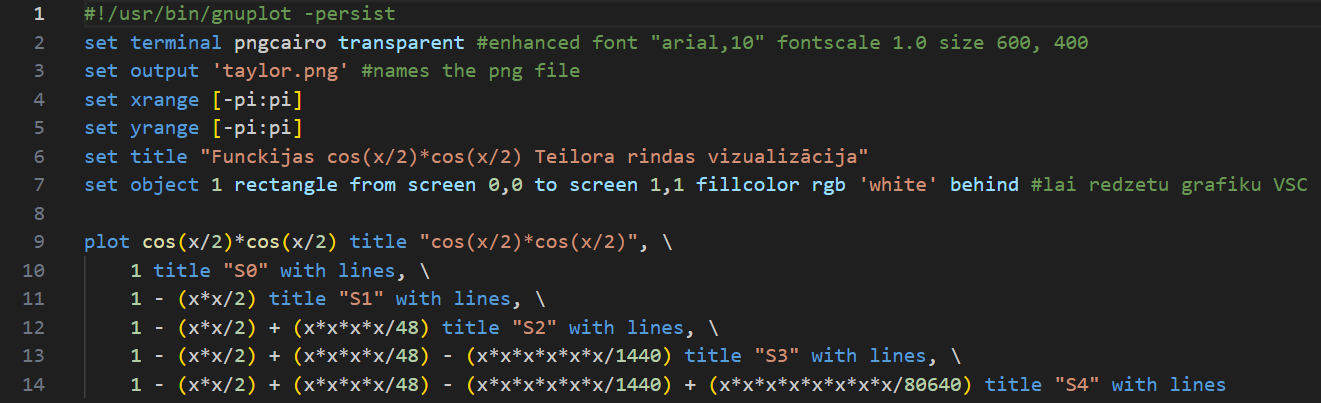 1 #!/usr/bin/gnuplot -persist
2 set terminal pngcairo transparent #enhanced font "arial,10" fontscale 1.0 size 600, 400
3 set output 'taylor.png' #names the png file
4 set xrange [-pi:pi]
5 set yrange [-pi:pi]
6 set title "Funckijas cos(x/2)*cos(x/2) Teilora rindas vizualizācija"
7 set object 1 rectangle from screen 0,0 to screen 1,1 fillcolor rgb 'white' behind #lai redzetu grafiku VSC
8
9 plot cos(x/2)*cos(x/2) title "cos(x/2)*cos(x/2)", \
10 1 title "S0" with lines, \
11 1 - (x*x/2) title "S1" with lines, \
12 1 - (x*x/2) + (x*x*x*x/48) title "S2" with lines, \
13 1 - (x*x/2) + (x*x*x*x/48) - (x*x*x*x*x*x/1440) title "S3" with lines, \
14 1 - (x*x/2) + (x*x*x*x/48) - (x*x*x*x*x*x/1440) + (x*x*x*x*x*x*x*x/80640) title "S4" with lines